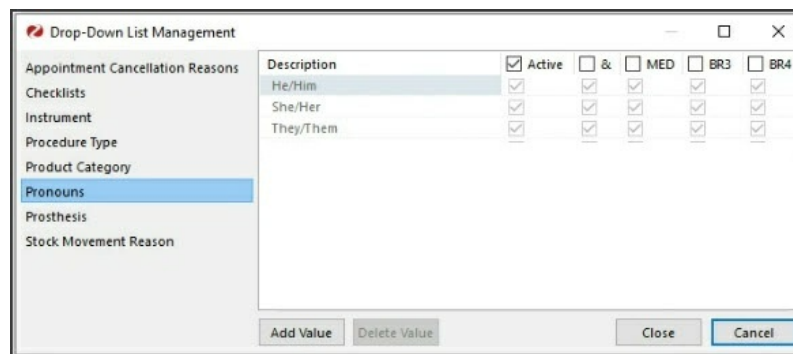 Drop-Down List Management
Appointment Cancellation Reasons
Checklists
Instrument
Procedure Type
Product Category
Pronouns
Prosthesis
Stock Movement Reason
Description Active & MED BR3 BR4
He/Him
She/Her
They/Them
Add Value Delete Value Close Cancel